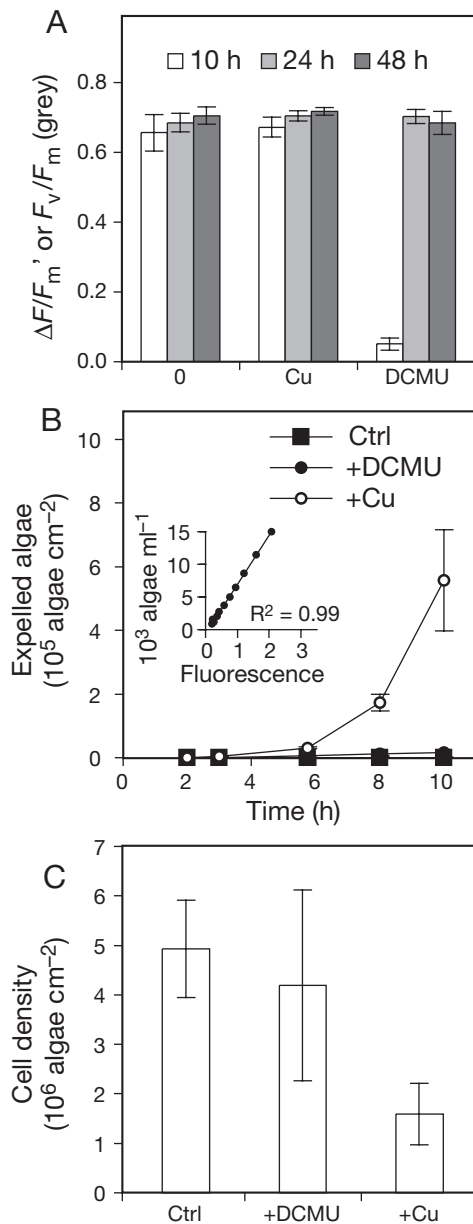 A
10 h 24 h 48 h
0.8
0.6
0.4
0.2
0.0
ΔF/Fm' or Fv/Fm (grey)
0 Cu DCMU
B
Ctrl
+DCMU
+Cu
10
8
6
4
2
0
Expelled algae
(10⁵ algae cm⁻²)
15
10
5
0
10³ algae ml⁻¹
R² = 0.99
0 1 2 3
Fluorescence
0 2 4 6 8 10
Time (h)
C
7
6
5
4
3
2
1
0
Cell density
(10⁶ algae cm⁻²)
Ctrl +DCMU +Cu